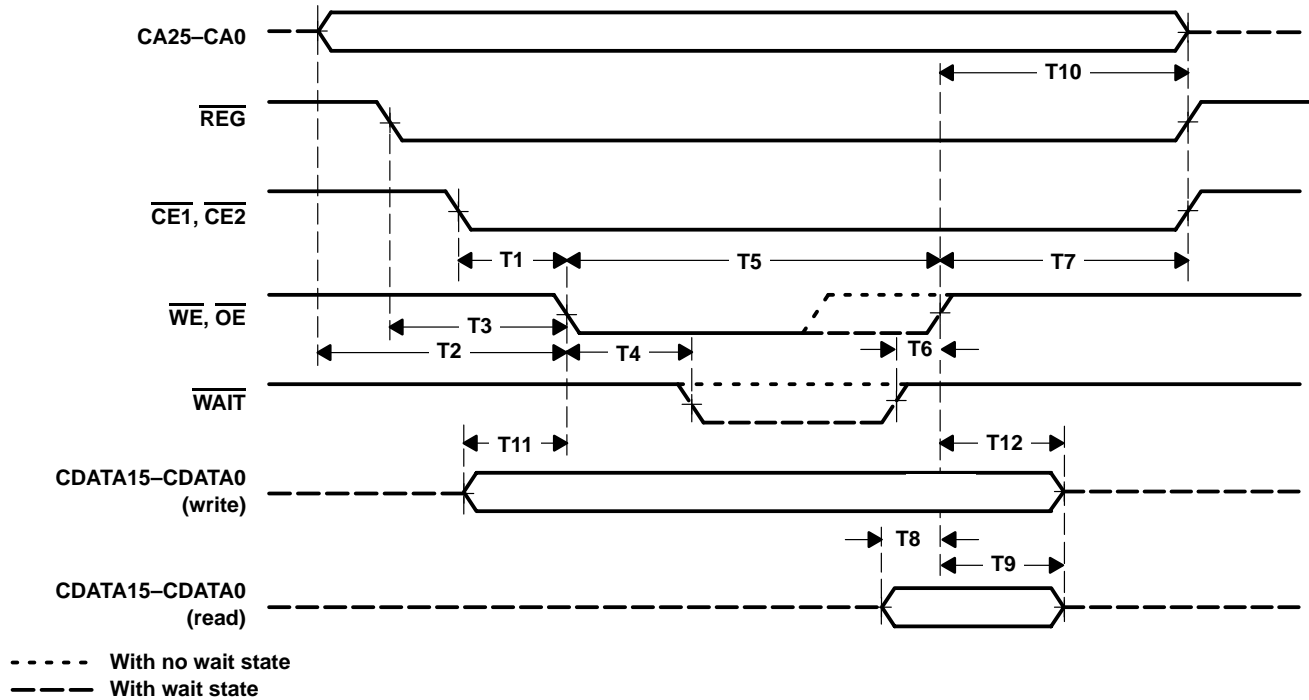 CA25–CA0
T10
REG
CE1, CE2
T1
T5
T7
WE, OE
T3
T6
T2
T4
WAIT
T11
T12
CDATA15–CDATA0
(write)
T8
T9
CDATA15–CDATA0
(read)
With no wait state
With wait state